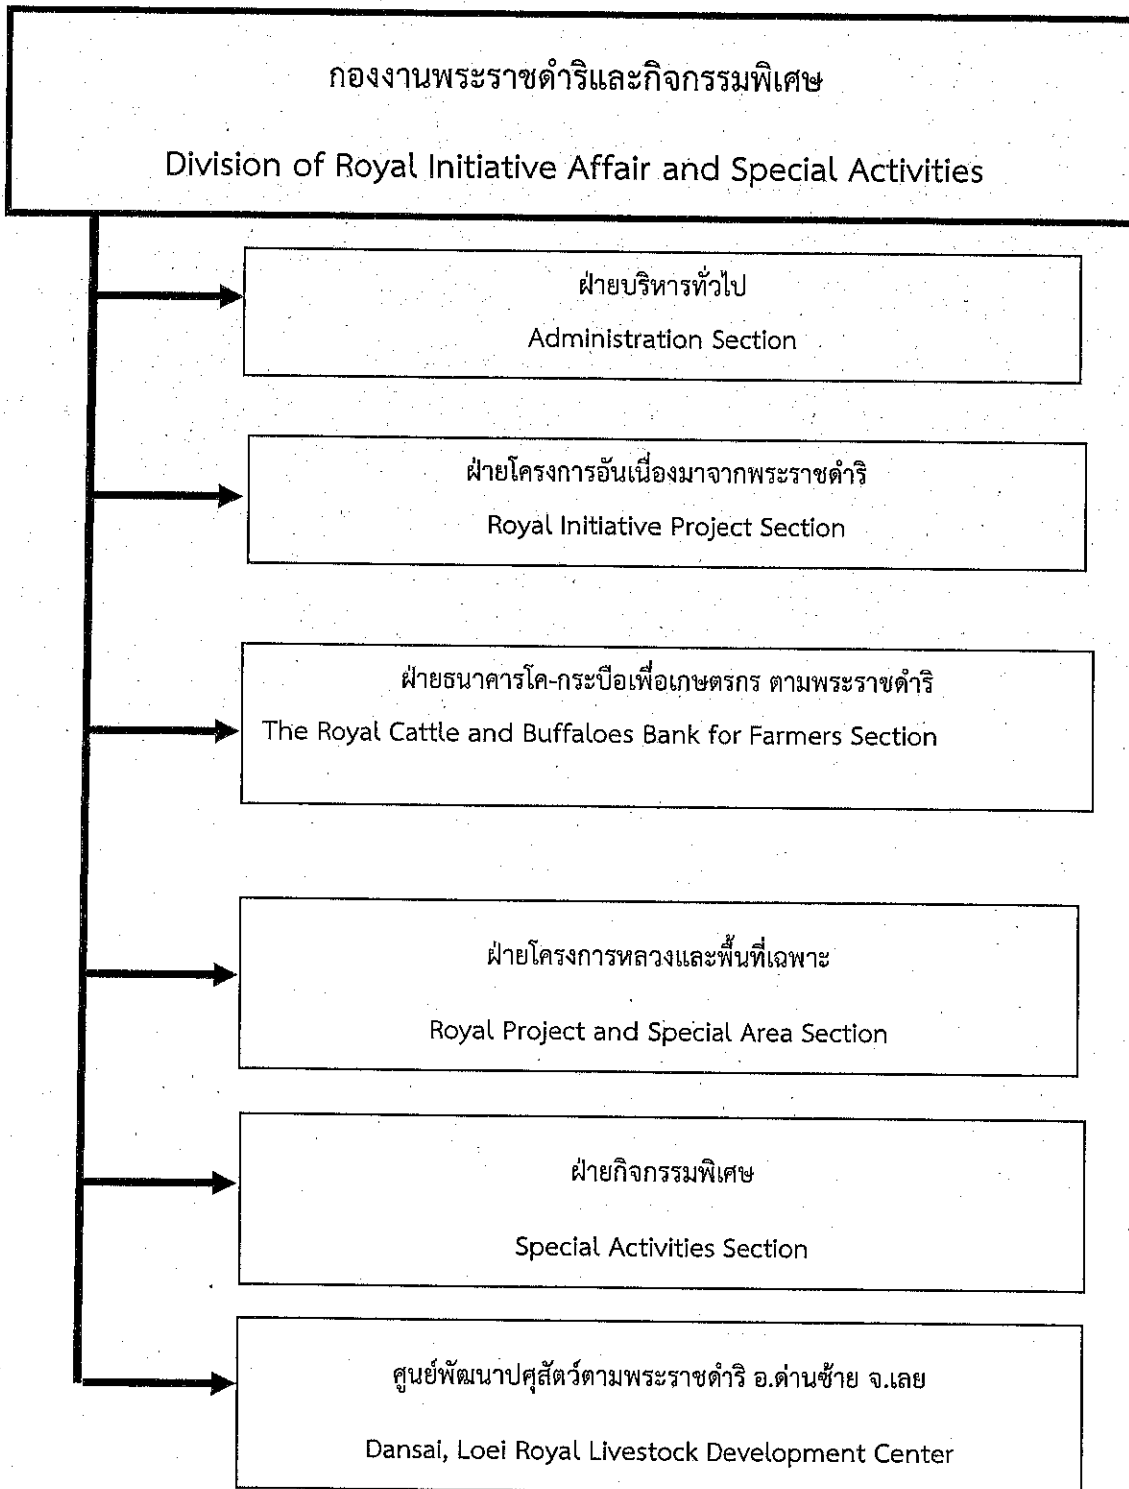 กองงานพระราชดำริและกิจกรรมพิเศษ
Division of Royal Initiative Affair and Special Activities
ฝ่ายบริหารทั่วไป
Administration Section
ฝ่ายโครงการอันเนื่องมาจากพระราชดำริ
Royal Initiative Project Section
ฝ่ายธนาคารโค-กระบือเพื่อเกษตรกร ตามพระราชดำริ
The Royal Cattle and Buffaloes Bank for Farmers Section
ฝ่ายโครงการหลวงและพื้นที่เฉพาะ
Royal Project and Special Area Section
ฝ่ายกิจกรรมพิเศษ
Special Activities Section
ศูนย์พัฒนาปศุสัตว์ตามพระราชดำริ อ.ด่านซ้าย จ.เลย
Dansai, Loei Royal Livestock Development Center